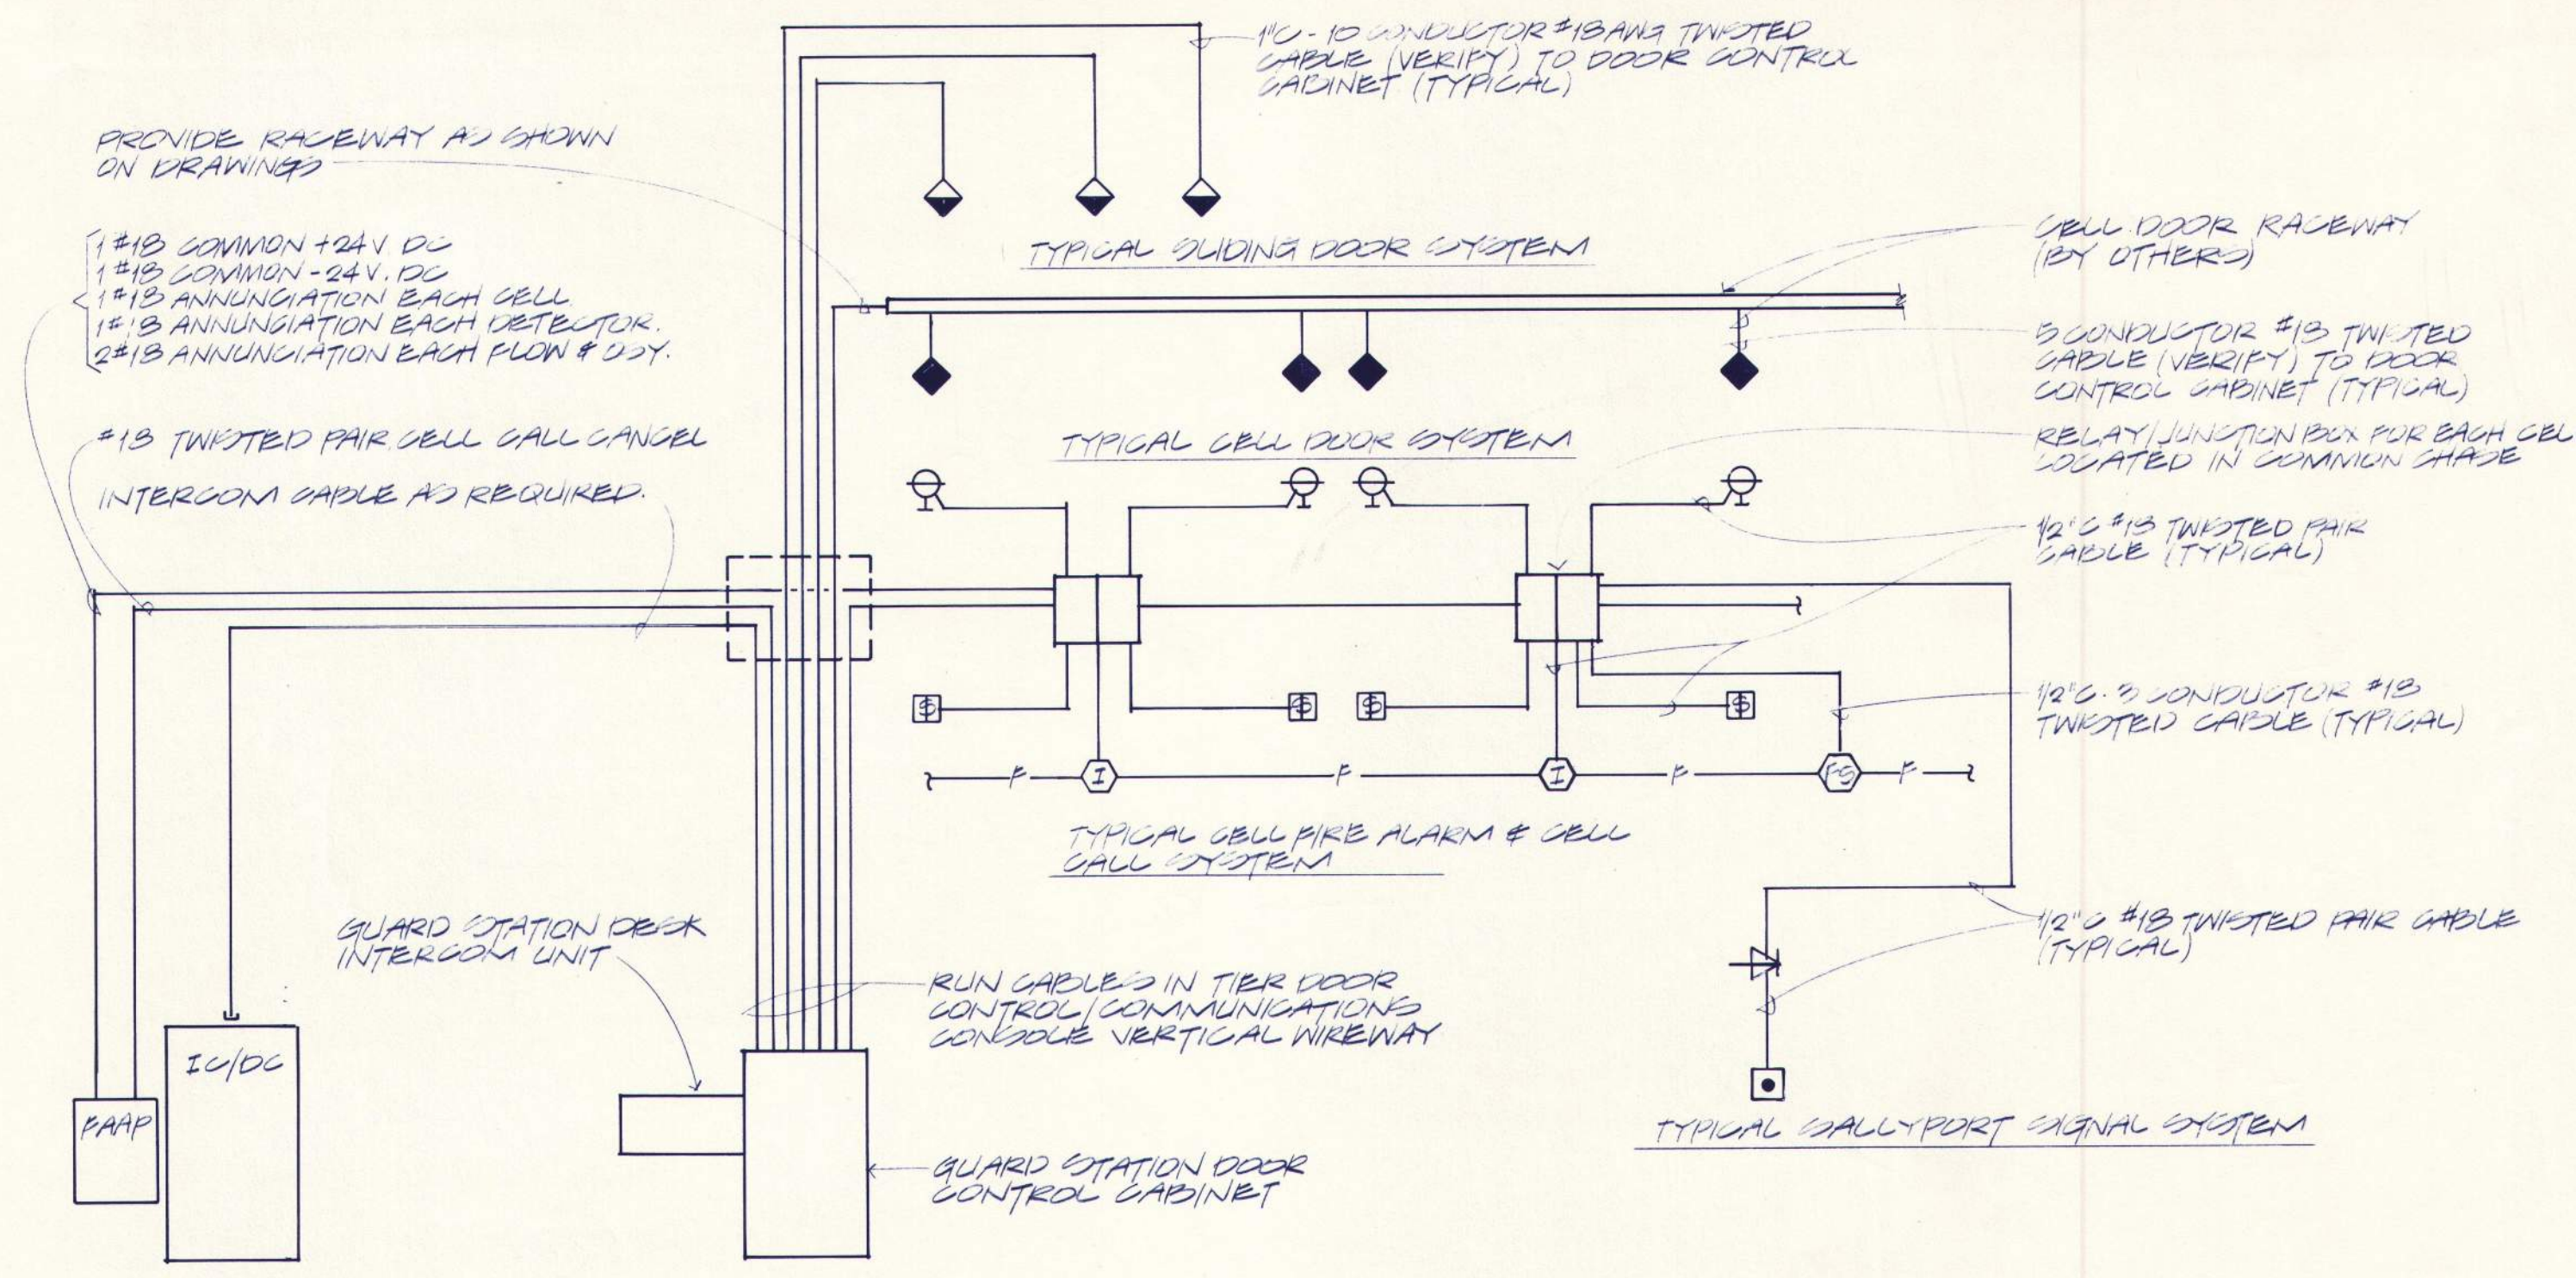 1"C - 10 CONDUCTOR #18 AWG TWISTED
CABLE (VERIFY) TO DOOR CONTROL
CABINET (TYPICAL)
PROVIDE RACEWAY AS SHOWN
ON DRAWINGS
1 #18 COMMON +24V DC
1 #18 COMMON -24V. DC
1 #18 ANNUNCIATION EACH CELL.
1 #18 ANNUNCIATION EACH DETECTOR.
2 #18 ANNUNCIATION EACH FLOW & OSY.
#18 TWISTED PAIR CELL CALL CANCEL
INTERCOM CABLE AS REQUIRED.
TYPICAL SLIDING DOOR SYSTEM
CELL DOOR RACEWAY
(BY OTHERS)
5 CONDUCTOR #18 TWISTED
CABLE (VERIFY) TO DOOR
CONTROL CABINET (TYPICAL)
TYPICAL CELL DOOR SYSTEM
RELAY/JUNCTION BOX FOR EACH CEL
LOCATED IN COMMON CHASE
1/2"C #18 TWISTED PAIR
CABLE (TYPICAL)
$ $ $ $
1/2"C. 3 CONDUCTOR #18
TWISTED CABLE (TYPICAL)
F I F I F FS F
TYPICAL CELL FIRE ALARM & CELL
CALL SYSTEM
GUARD STATION DESK
INTERCOM UNIT
1/2"C #18 TWISTED PAIR CABLE
(TYPICAL)
RUN CABLES IN TIER DOOR
CONTROL/COMMUNICATIONS
CONSOLE VERTICAL WIREWAY
IC/DC
FAAP
TYPICAL SALLYPORT SIGNAL SYSTEM
GUARD STATION DOOR
CONTROL CABINET